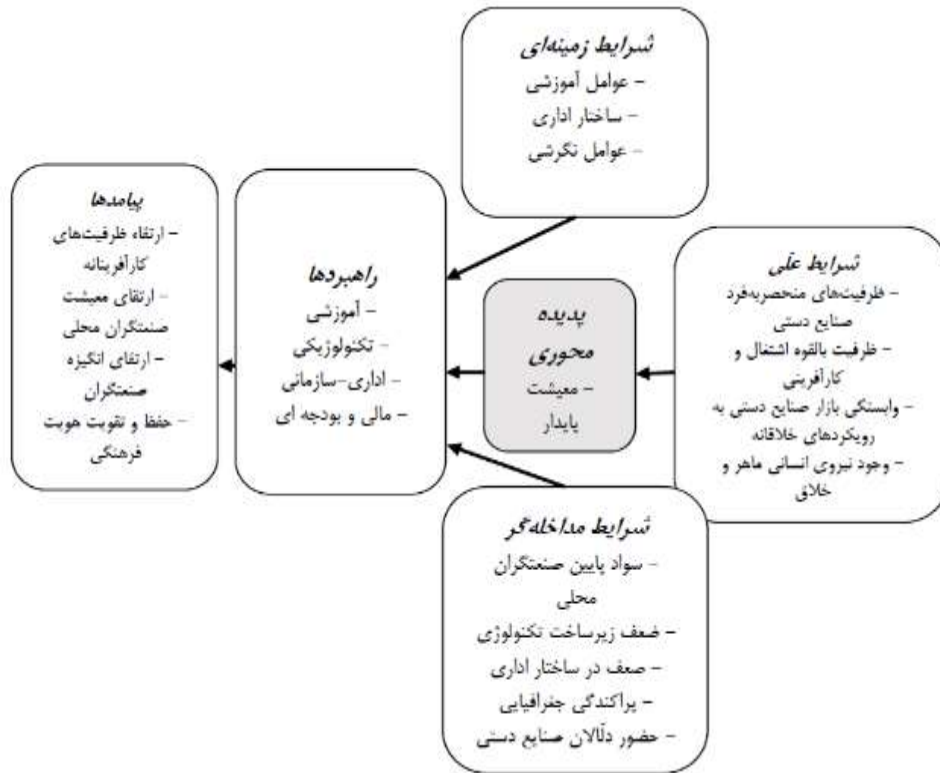 شرایط زمینه‌ای
– عوامل آموزشی
– ساختار اداری
– عوامل نگرشی
شرایط علّی
– ظرفیت‌های منحصربه‌فرد
صنایع دستی
– ظرفیت بالقوه اشتغال و
کارآفرینی
– وابستگی بازار صنایع دستی به
رویکردهای خلاقانه
– وجود نیروی انسانی ماهر و
خلاق
پدیده
محوری
– معیشت
پایدار
شرایط مداخله‌گر
– سواد پایین صنعتگران
محلی
– ضعف زیرساخت تکنولوژی
– صعف در ساختار اداری
– پراکندگی جغرافیایی
– حضور دلّالان صنایع دستی
راهبردها
– آموزشی
– تکنولوژیکی
– اداری-سازمانی
– مالی و بودجه ای
پیامدها
– ارتقاء ظرفیت‌های
کارآفرینانه
– ارتقای معیشت
صنعتگران محلی
– ارتقای انگیزه
صنعتگران
– حفظ و تقویت هویت
فرهنگی